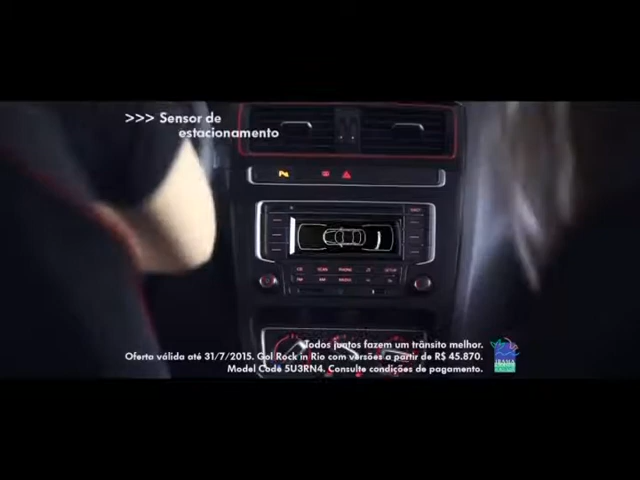 >>> Sensor de
estacionamento
Todos juntos fazem um trânsito melhor.
Oferta válida até 31/7/2015. Gol Rock in Rio com versões a partir de R$ 45.870.
Model Code 5U3RN4. Consulte condições de pagamento.
IBAMA